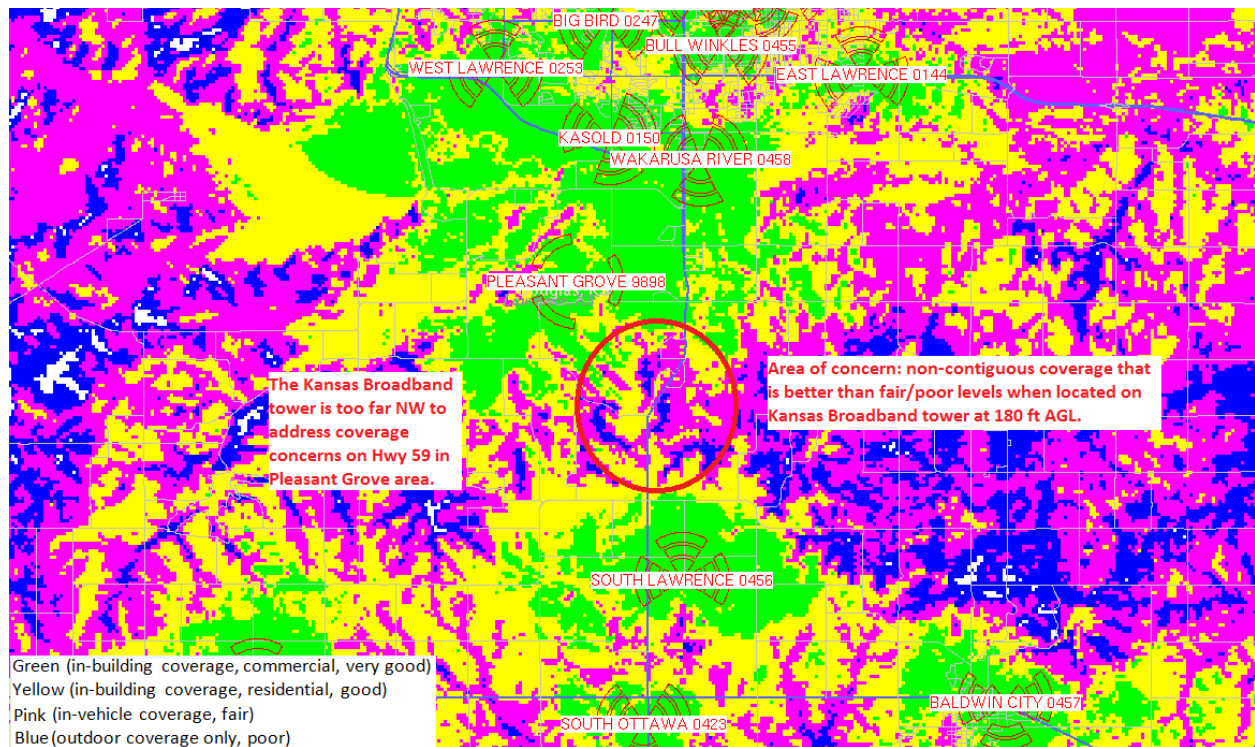 BIG BIRD 0247
BULL WINKLES 0455
WEST LAWRENCE 0253
EAST LAWRENCE 0144
KASOLD 0150
WAKARUSA RIVER 0458
PLEASANT GROVE 9898
The Kansas Broadband
tower is too far NW to
address coverage
concerns on Hwy 59 in
Pleasant Grove area.
Area of concern: non-contiguous coverage that
is better than fair/poor levels when located on
Kansas Broadband tower at 180 ft AGL.
SOUTH LAWRENCE 0456
BALDWIN CITY 0457
SOUTH OTTAWA 0423
Green (in-building coverage, commercial, very good)
Yellow (in-building coverage, residential, good)
Pink (in-vehicle coverage, fair)
Blue (outdoor coverage only, poor)